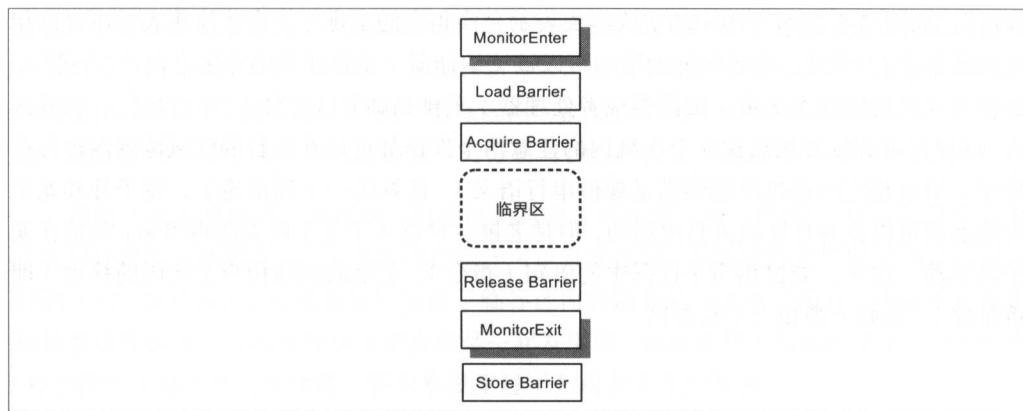 MonitorEnter
Load Barrier
Acquire Barrier
临界区
Release Barrier
MonitorExit
Store Barrier